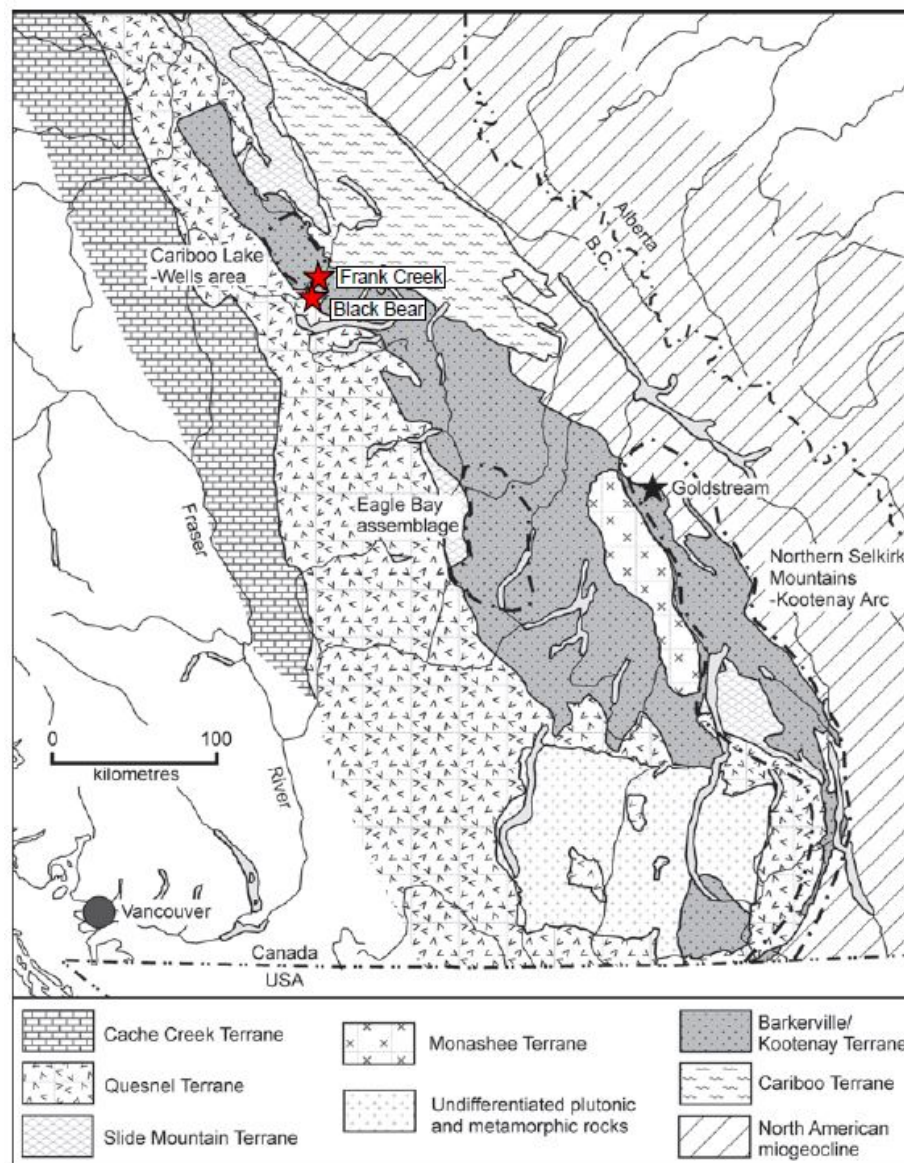 Alberta
B.C.
Cariboo Lake
-Wells area
Frank Creek
Black Bear
Goldstream
Eagle Bay
assemblage
Fraser
River
Northern Selkirk
Mountains
-Kootenay Arc
0
100
kilometres
Vancouver
Canada
USA
Cache Creek Terrane
Quesnel Terrane
Slide Mountain Terrane
Monashee Terrane
Undifferentiated plutonic
and metamorphic rocks
Barkerville/
Kootenay Terrane
Cariboo Terrane
North American
miogeocline